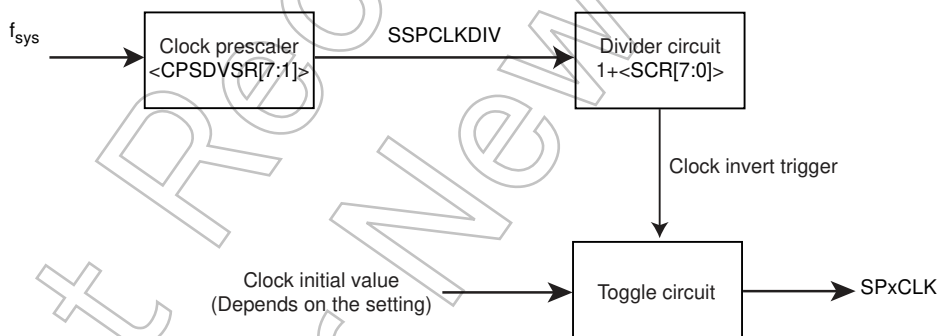 fsys
Clock prescaler
<CPSDVSR[7:1]>
SSPCLKDIV
Divider circuit
1+<SCR[7:0]>
Clock invert trigger
Clock initial value
(Depends on the setting)
Toggle circuit
SPxCLK